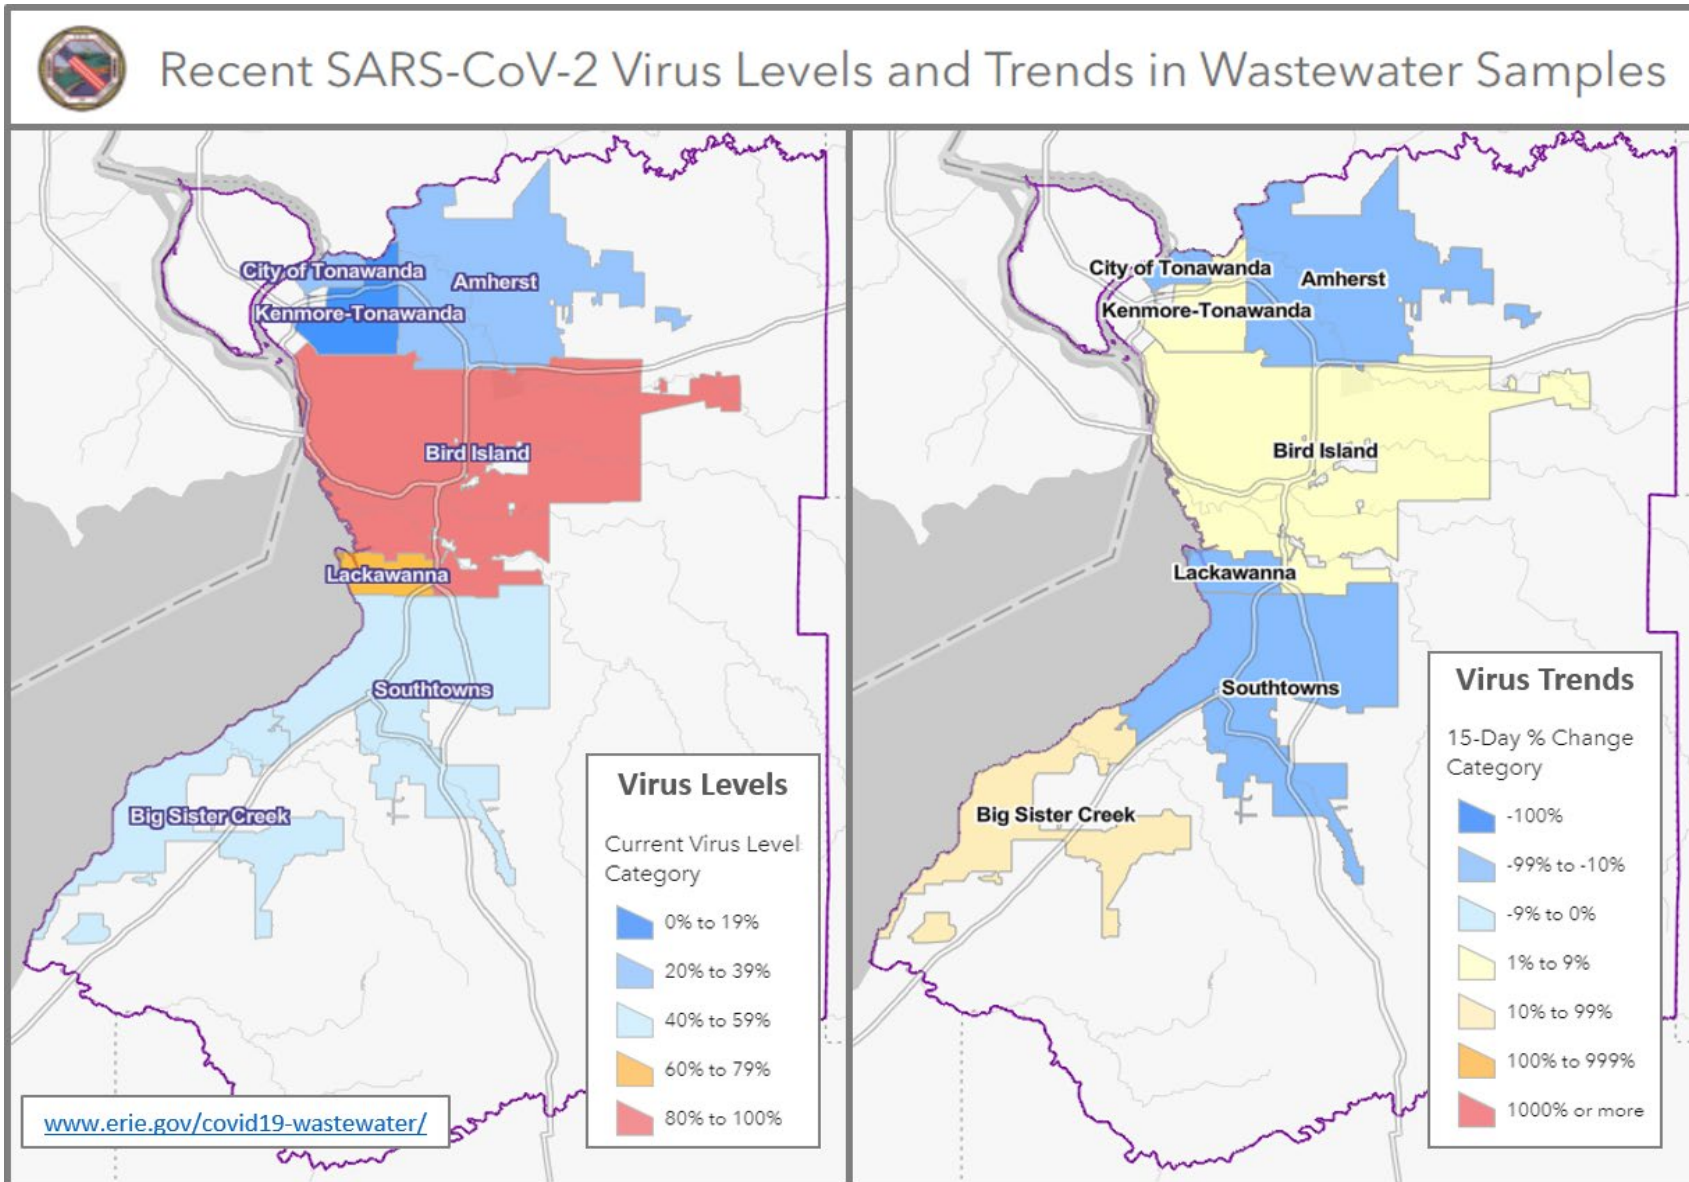 Recent SARS-CoV-2 Virus Levels and Trends in Wastewater Samples
City of Tonawanda
Amherst
Kenmore-Tonawanda
Bird Island
Lackawanna
Southtowns
Big Sister Creek
Virus Levels
Current Virus Level
Category
0% to 19%
20% to 39%
40% to 59%
60% to 79%
80% to 100%
www.erie.gov/covid19-wastewater/
City of Tonawanda
Amherst
Kenmore-Tonawanda
Bird Island
Lackawanna
Southtowns
Big Sister Creek
Virus Trends
15-Day % Change
Category
-100%
-99% to -10%
-9% to 0%
1% to 9%
10% to 99%
100% to 999%
1000% or more